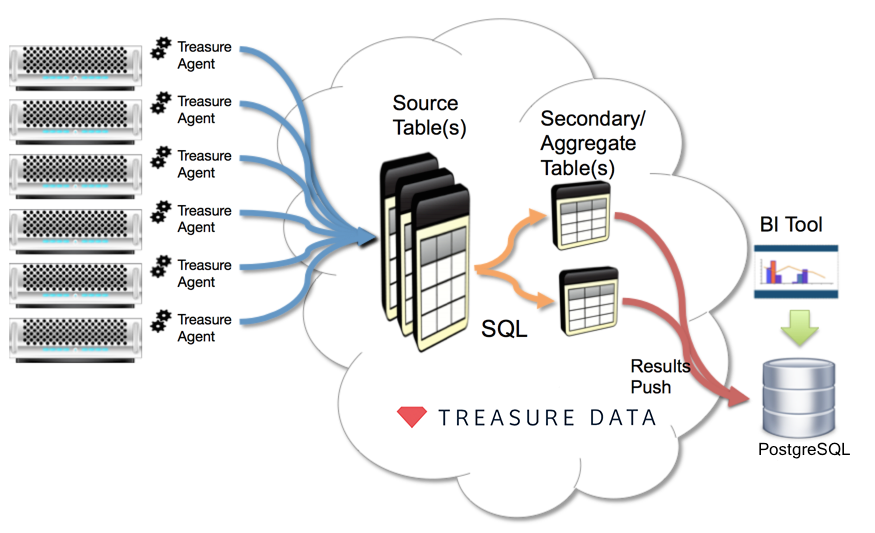 Treasure
Agent
Treasure
Agent
Treasure
Agent
Treasure
Agent
Treasure
Agent
Treasure
Agent
Source
Table(s)
Secondary/
Aggregate
Table(s)
SQL
Results
Push
TREASURE DATA
BI Tool
PostgreSQL